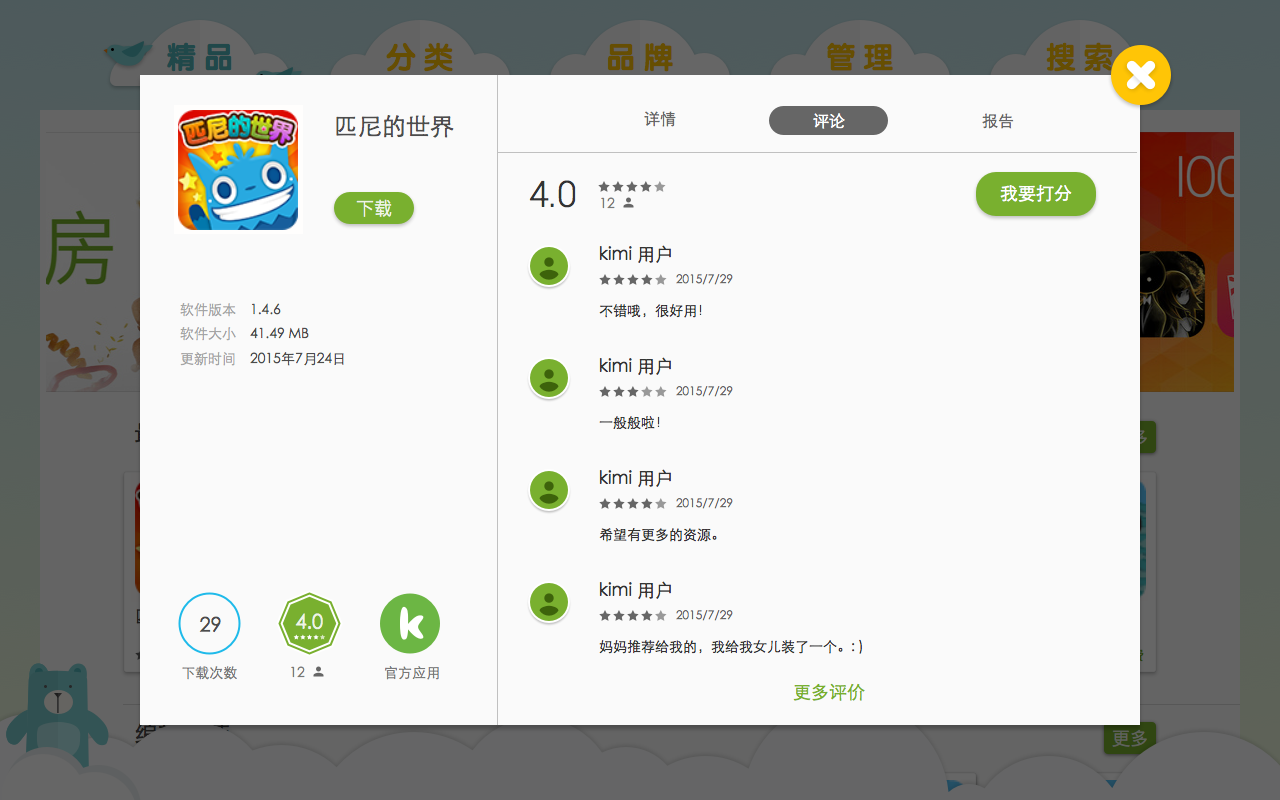 精品
分类
品牌
管理
搜索
匹尼的世界
匹尼的世界
下载
软件版本 1.4.6
软件大小 41.49 MB
更新时间 2015年7月24日
29
下载次数
4.0
12
k
官方应用
详情
评论
报告
4.0
12
我要打分
kimi 用户
2015/7/29
不错哦，很好用！
kimi 用户
2015/7/29
一般般啦！
kimi 用户
2015/7/29
希望有更多的资源。
kimi 用户
2015/7/29
妈妈推荐给我的，我给我女儿装了一个。: )
更多评价
房
100
更多